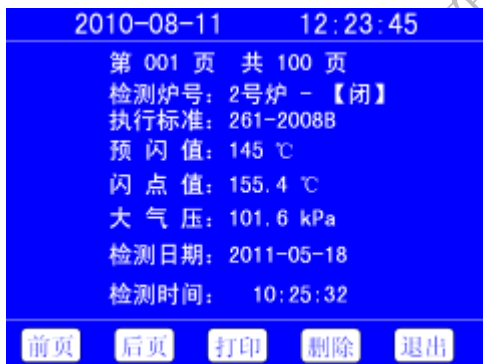 2010-08-11 12:23:45
第 001 页 共 100 页
检测炉号：2号炉 - 【闭】
执行标准：261-2008B
预 闪 值：145 ℃
闪 点 值：155.4 ℃
大 气 压：101.6 kPa
检测日期：2011-05-18
检测时间： 10:25:32
前页 后页 打印 删除 退出